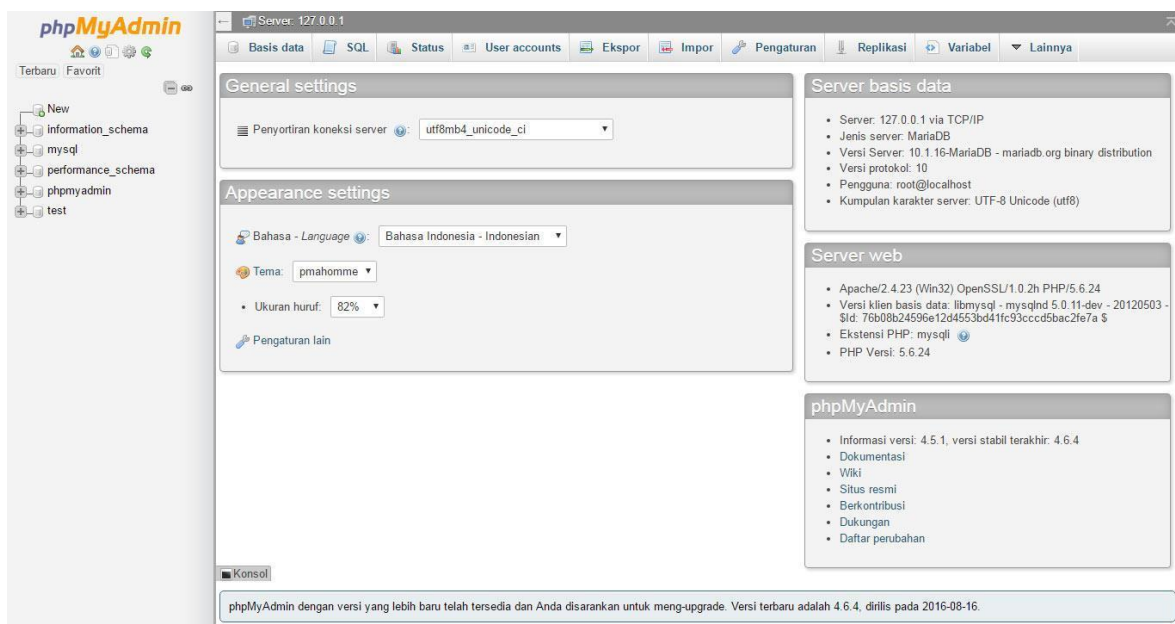 phpMyAdmin
Terbaru Favorit
New
information_schema
mysql
performance_schema
phpmyadmin
test
Server: 127.0.0.1
Basis data SQL Status User accounts Ekspor Impor Pengaturan Replikasi Variabel Lainnya
General settings
Penyortiran koneksi server : utf8mb4_unicode_ci
Appearance settings
Bahasa - Language : Bahasa Indonesia - Indonesian
Tema: pmahomme
Ukuran huruf: 82%
Pengaturan lain
Server basis data
Server: 127.0.0.1 via TCP/IP
Jenis server: MariaDB
Versi Server: 10.1.16-MariaDB - mariadb.org binary distribution
Versi protokol: 10
Pengguna: root@localhost
Kumpulan karakter server: UTF-8 Unicode (utf8)
Server web
Apache/2.4.23 (Win32) OpenSSL/1.0.2h PHP/5.6.24
Versi klien basis data: libmysql - mysqlnd 5.0.11-dev - 20120503 -
$Id: 76b08b24596e12d4553bd41fc93cccd5bac2fe7a $
Ekstensi PHP: mysqli
PHP Versi: 5.6.24
phpMyAdmin
Informasi versi: 4.5.1, versi stabil terakhir: 4.6.4
Dokumentasi
Wiki
Situs resmi
Berkontribusi
Dukungan
Daftar perubahan
Konsol
phpMyAdmin dengan versi yang lebih baru telah tersedia dan Anda disarankan untuk meng-upgrade. Versi terbaru adalah 4.6.4, dirilis pada 2016-08-16.